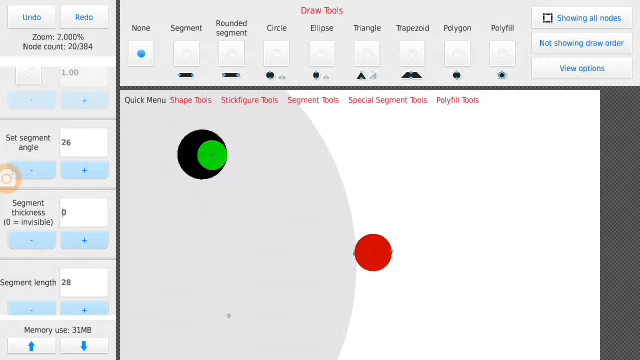 Undo
Redo
Zoom: 2,000%
Node count: 20/384
1.00
-
+
Set segment
angle
26
-
+
Segment
thickness
(0 = invisible)
0
-
+
Segment length
28
-
+
Memory use: 31MB
Draw Tools
None
Segment
Rounded
segment
Circle
Ellipse
Triangle
Trapezoid
Polygon
Polyfill
Showing all nodes
Not showing draw order
View options
Quick Menu
Shape Tools
Stickfigure Tools
Segment Tools
Special Segment Tools
Polyfill Tools